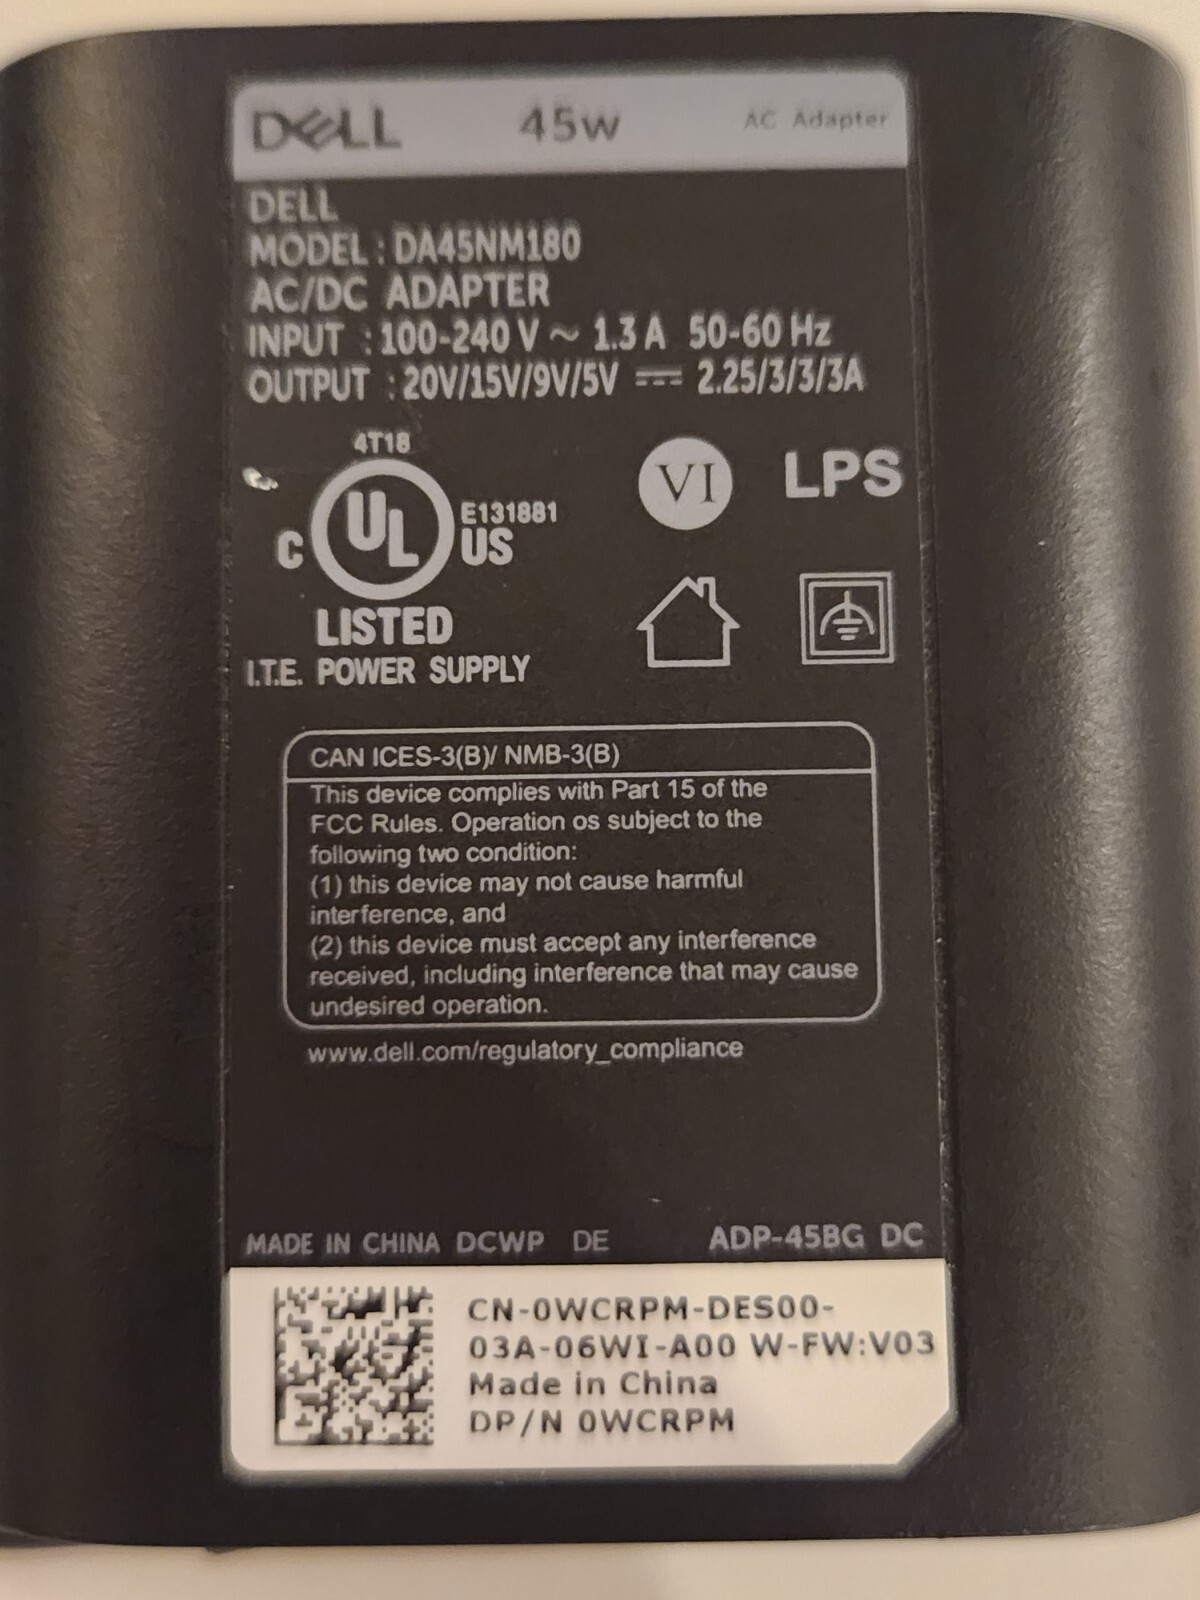 DELL 45W AC Adapter
DELL
MODEL : DA45NM180
AC/DC ADAPTER
INPUT : 100-240 V ~ 1.3 A 50-60 Hz
OUTPUT : 20V/15V/9V/5V ⎓ 2.25/3/3/3A
4T18
C UL US E131881
LISTED
I.T.E. POWER SUPPLY
VI LPS
CAN ICES-3(B)/ NMB-3(B)
This device complies with Part 15 of the
FCC Rules. Operation os subject to the
following two condition:
(1) this device may not cause harmful
interference, and
(2) this device must accept any interference
received, including interference that may cause
undesired operation.
www.dell.com/regulatory_compliance
MADE IN CHINA DCWP DE ADP-45BG DC
CN-0WCRPM-DES00-
03A-06WI-A00 W-FW:V03
Made in China
DP/N 0WCRPM